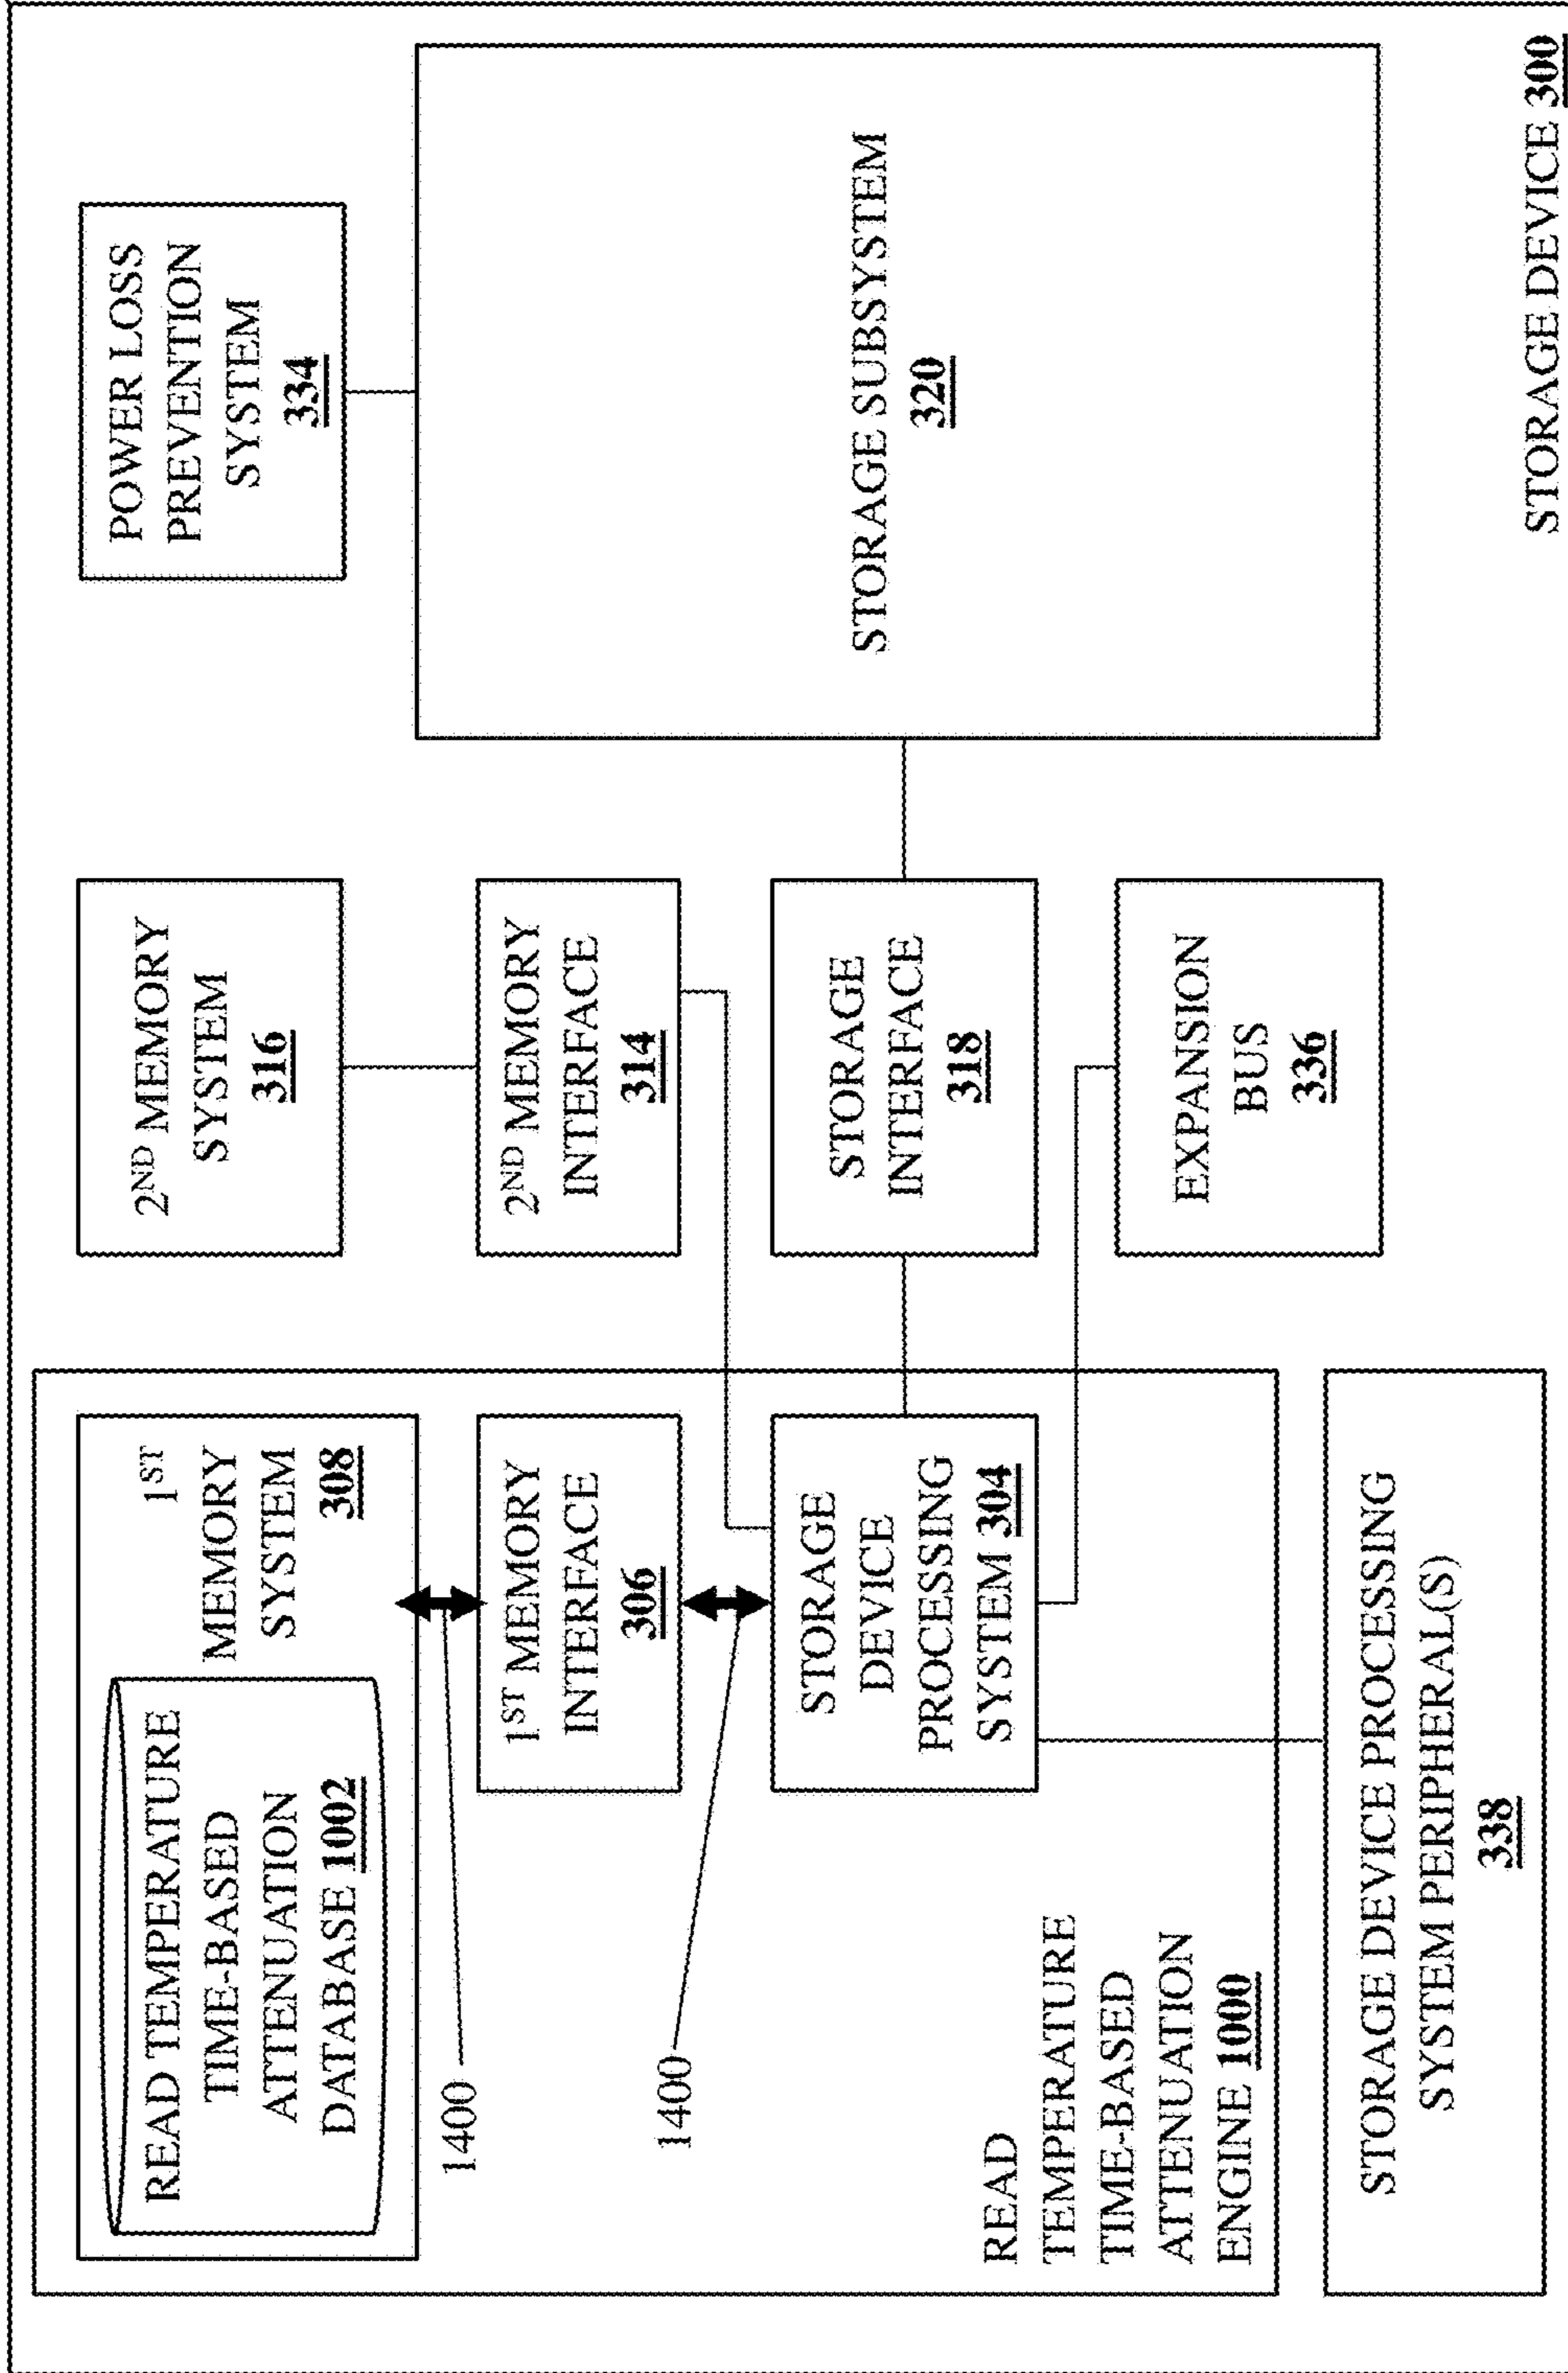 READ TEMPERATURE
TIME-BASED
ATTENUATION
DATABASE 1002
1ST
MEMORY
SYSTEM
308
1400
1ST MEMORY
INTERFACE
306
1400
STORAGE
DEVICE
PROCESSING
SYSTEM 304
READ
TEMPERATURE
TIME-BASED
ATTENUATION
ENGINE 1000
STORAGE DEVICE PROCESSING
SYSTEM PERIPHERAL(S)
338
2ND MEMORY
SYSTEM
316
2ND MEMORY
INTERFACE
314
STORAGE
INTERFACE
318
EXPANSION
BUS
336
POWER LOSS
PREVENTION
SYSTEM
334
STORAGE SUBSYSTEM
320
STORAGE DEVICE 300